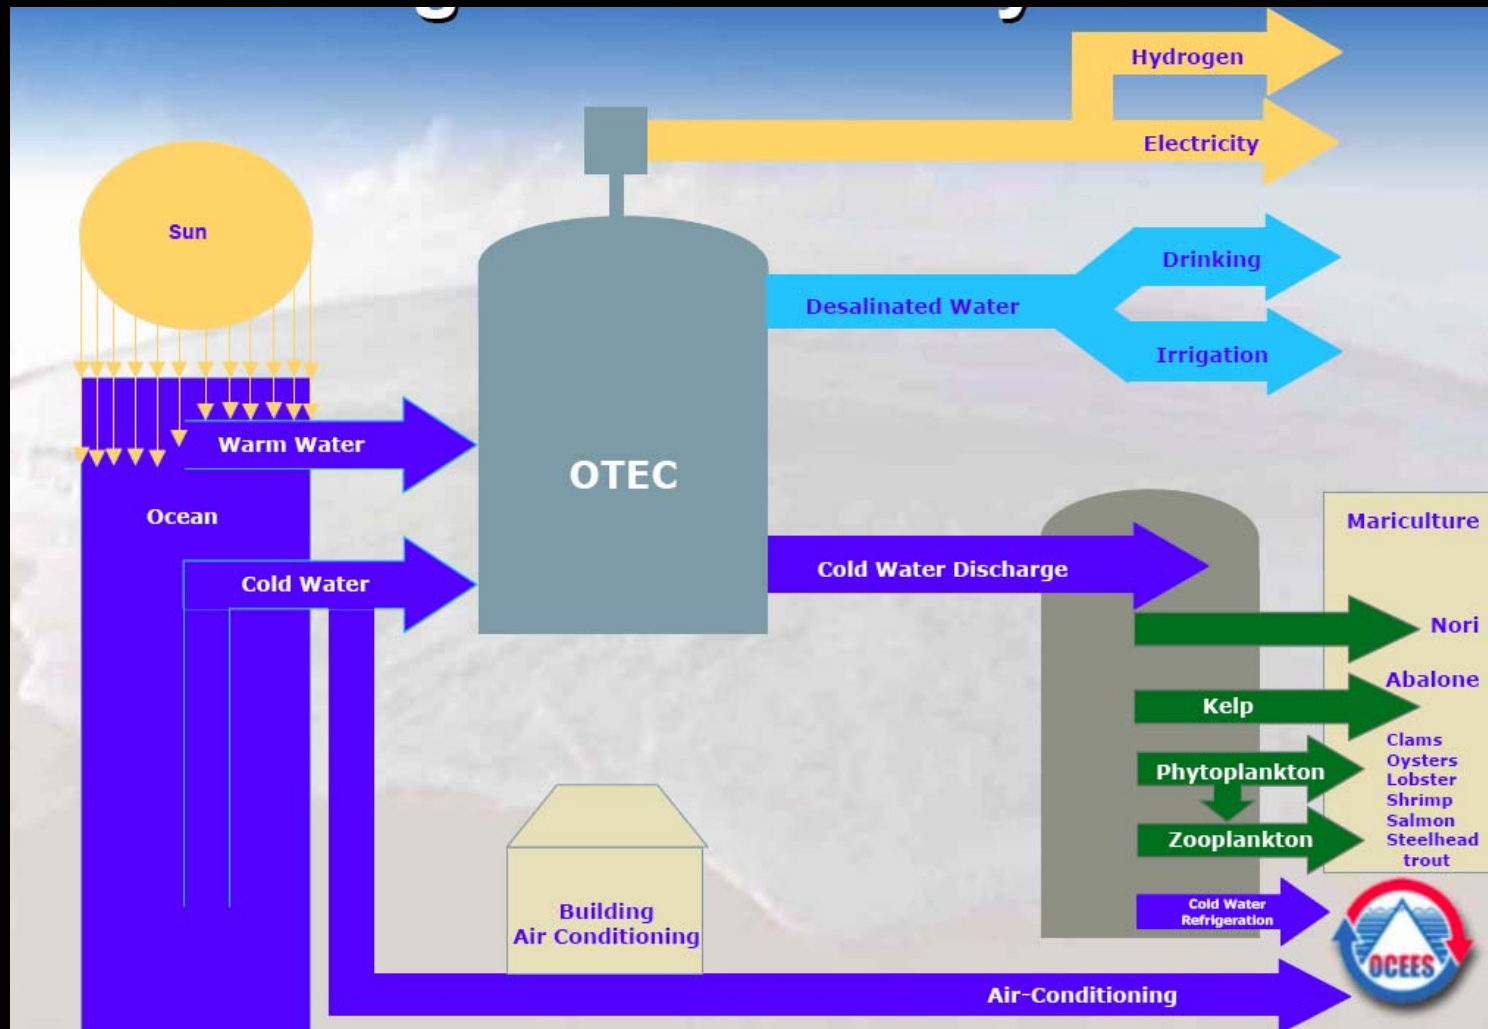 Hydrogen
Electricity
Sun
Drinking
Desalinated Water
Irrigation
Warm Water
OTEC
Ocean
Mariculture
Cold Water
Cold Water Discharge
Nori
Abalone
Kelp
Clams
Oysters
Lobster
Shrimp
Salmon
Steelhead
trout
Phytoplankton
Zooplankton
Cold Water
Refrigeration
Building
Air Conditioning
OCEES
Air-Conditioning